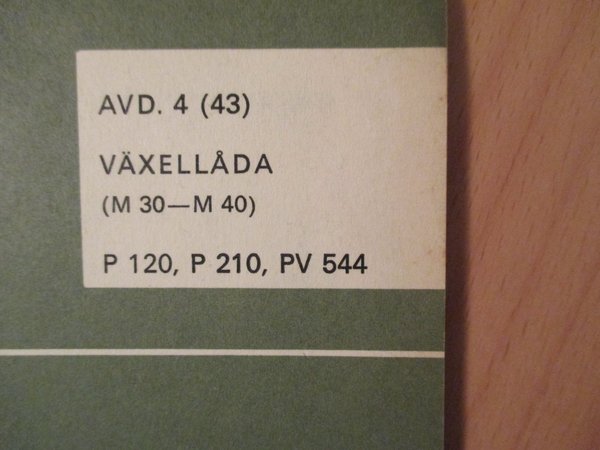 AVD. 4 (43)
VÄXELLÅDA
(M 30—M 40)
P 120, P 210, PV 544